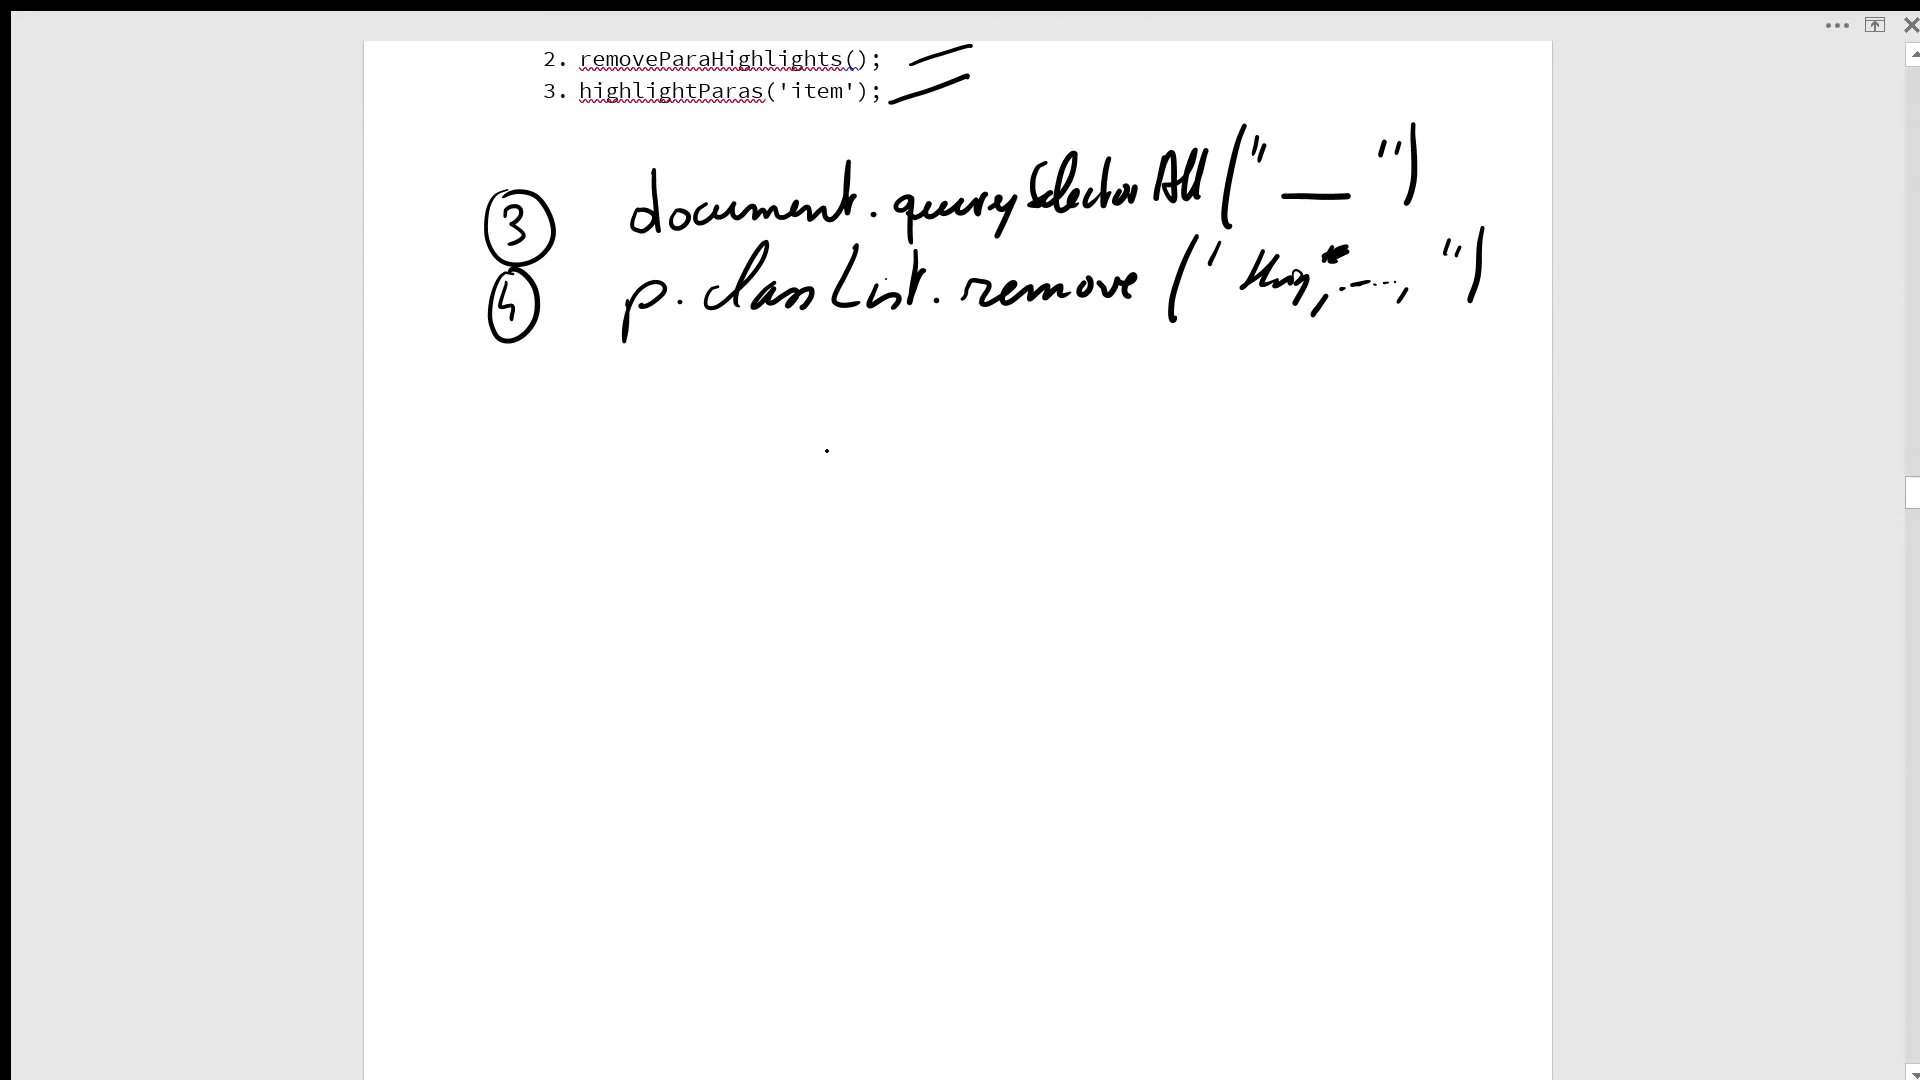 2. removeParaHighlights();
3. highlightParas('item');
3 document.querySelectorAll("__")
4 p.classList.remove(' , ...., ")